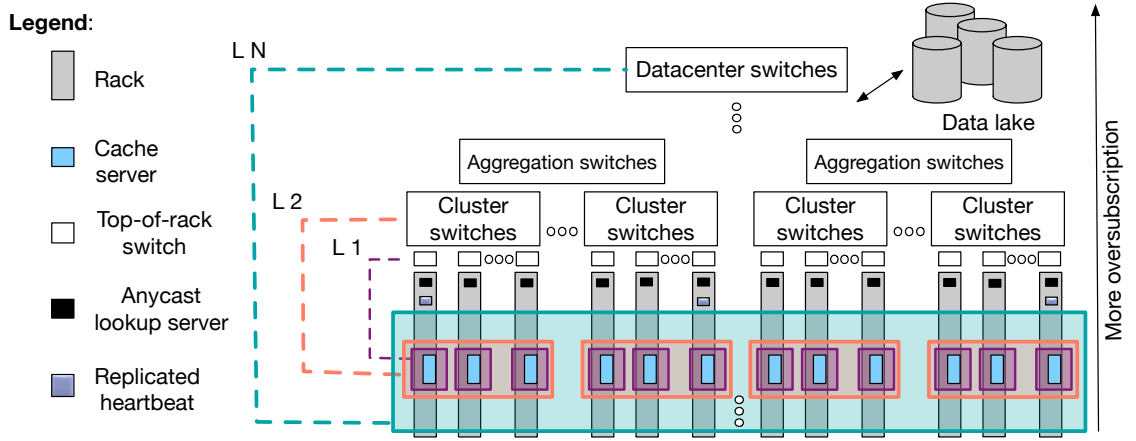 Legend:
Rack
Cache
server
Top-of-rack
switch
Anycast
lookup server
Replicated
heartbeat
L N
L 2
L 1
Datacenter switches
Data lake
Aggregation switches
Aggregation switches
Cluster
switches
Cluster
switches
Cluster
switches
Cluster
switches
More oversubscription